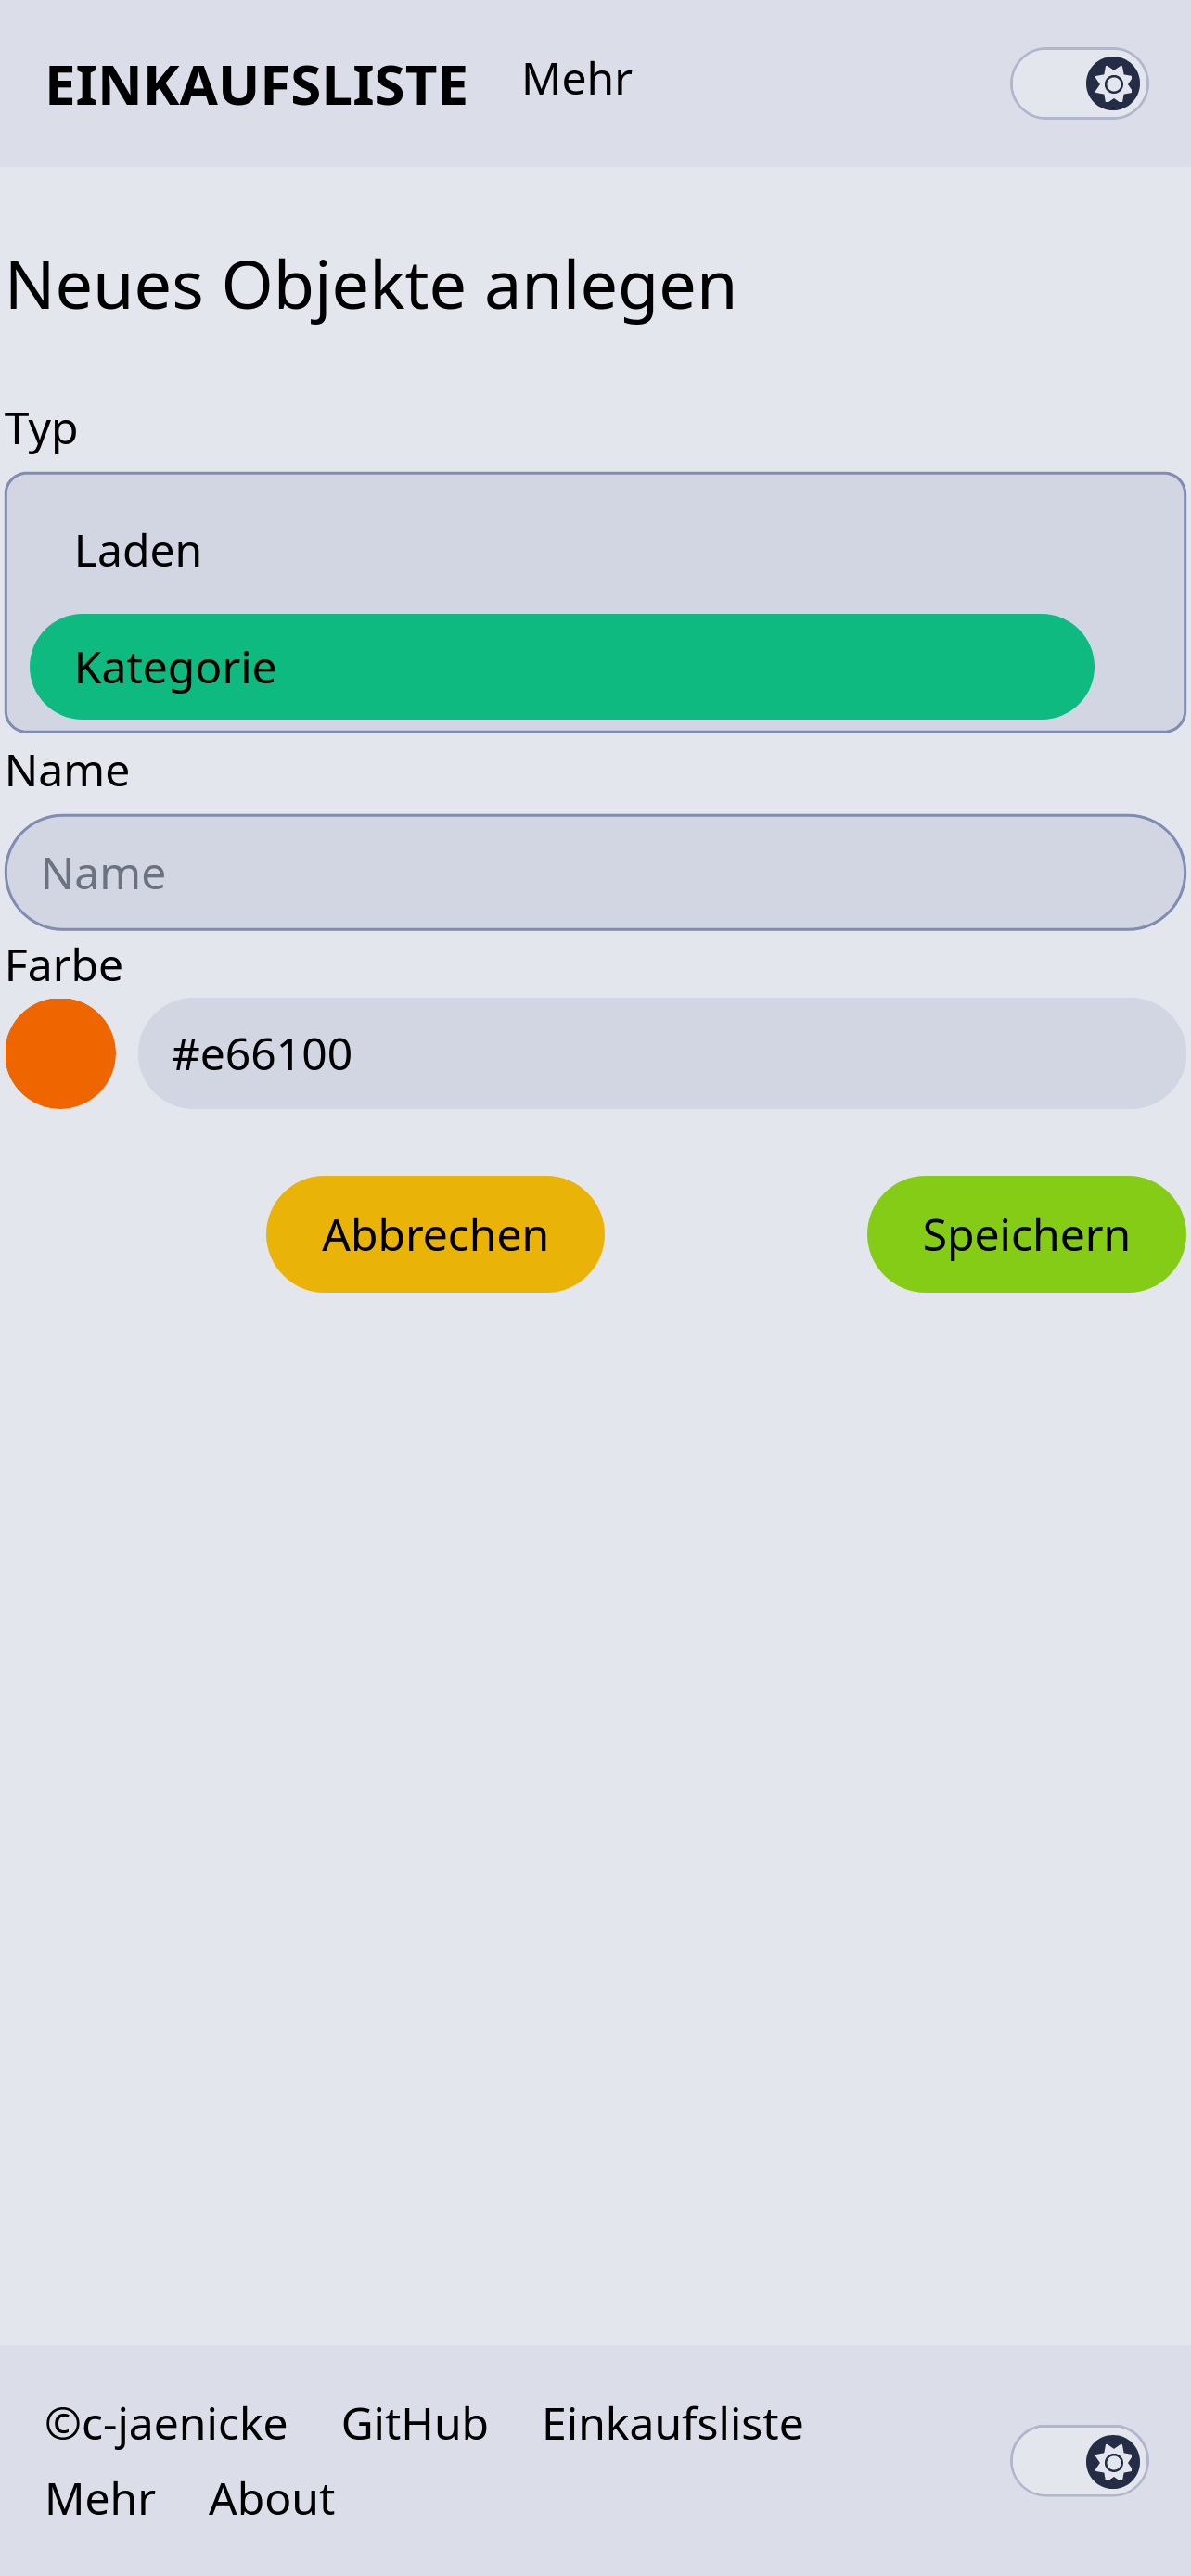 EINKAUFSLISTE Mehr
Neues Objekte anlegen
Typ
Laden
Kategorie
Name
Name
Farbe
#e66100
Abbrechen Speichern
©c-jaenicke GitHub Einkaufsliste
Mehr About